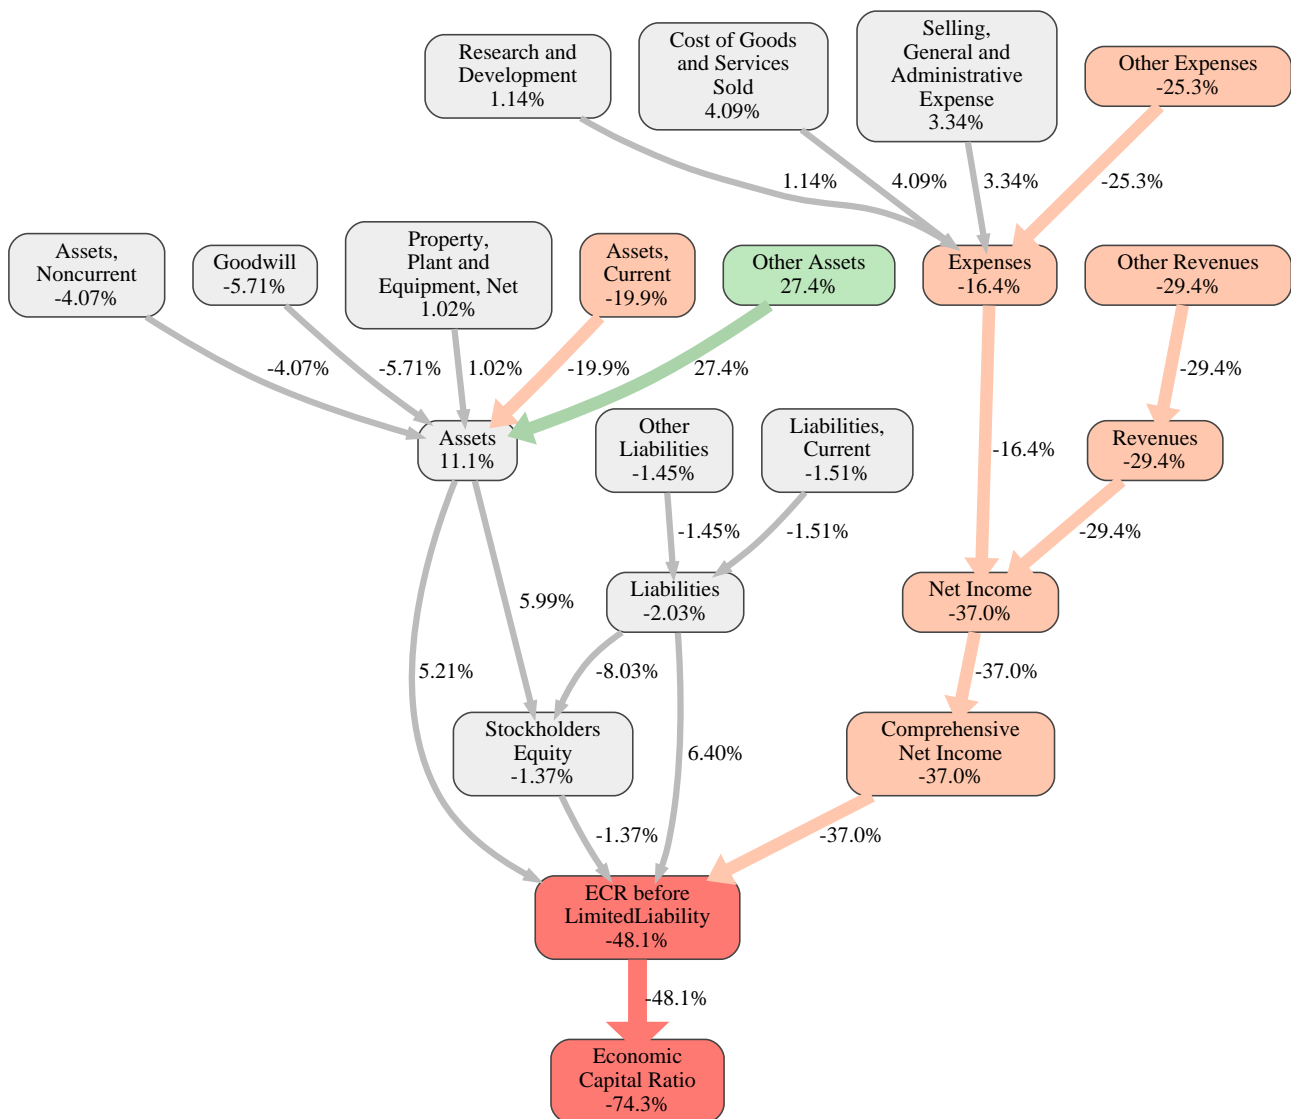 Research and
Development
1.14%
Cost of Goods
and Services
Sold
4.09%
Selling,
General and
Administrative
Expense
3.34%
Other Expenses
-25.3%
1.14%
4.09%
3.34%
-25.3%
Assets,
Noncurrent
-4.07%
Goodwill
-5.71%
Property,
Plant and
Equipment, Net
1.02%
Assets,
Current
-19.9%
Other Assets
27.4%
Expenses
-16.4%
Other Revenues
-29.4%
-4.07%
-5.71%
1.02%
-19.9%
27.4%
-29.4%
Assets
11.1%
Other
Liabilities
-1.45%
Liabilities,
Current
-1.51%
-16.4%
Revenues
-29.4%
-1.45%
-1.51%
-29.4%
5.99%
Liabilities
-2.03%
Net Income
-37.0%
5.21%
-8.03%
-37.0%
Stockholders
Equity
-1.37%
6.40%
Comprehensive
Net Income
-37.0%
-1.37%
-37.0%
ECR before
LimitedLiability
-48.1%
-48.1%
Economic
Capital Ratio
-74.3%